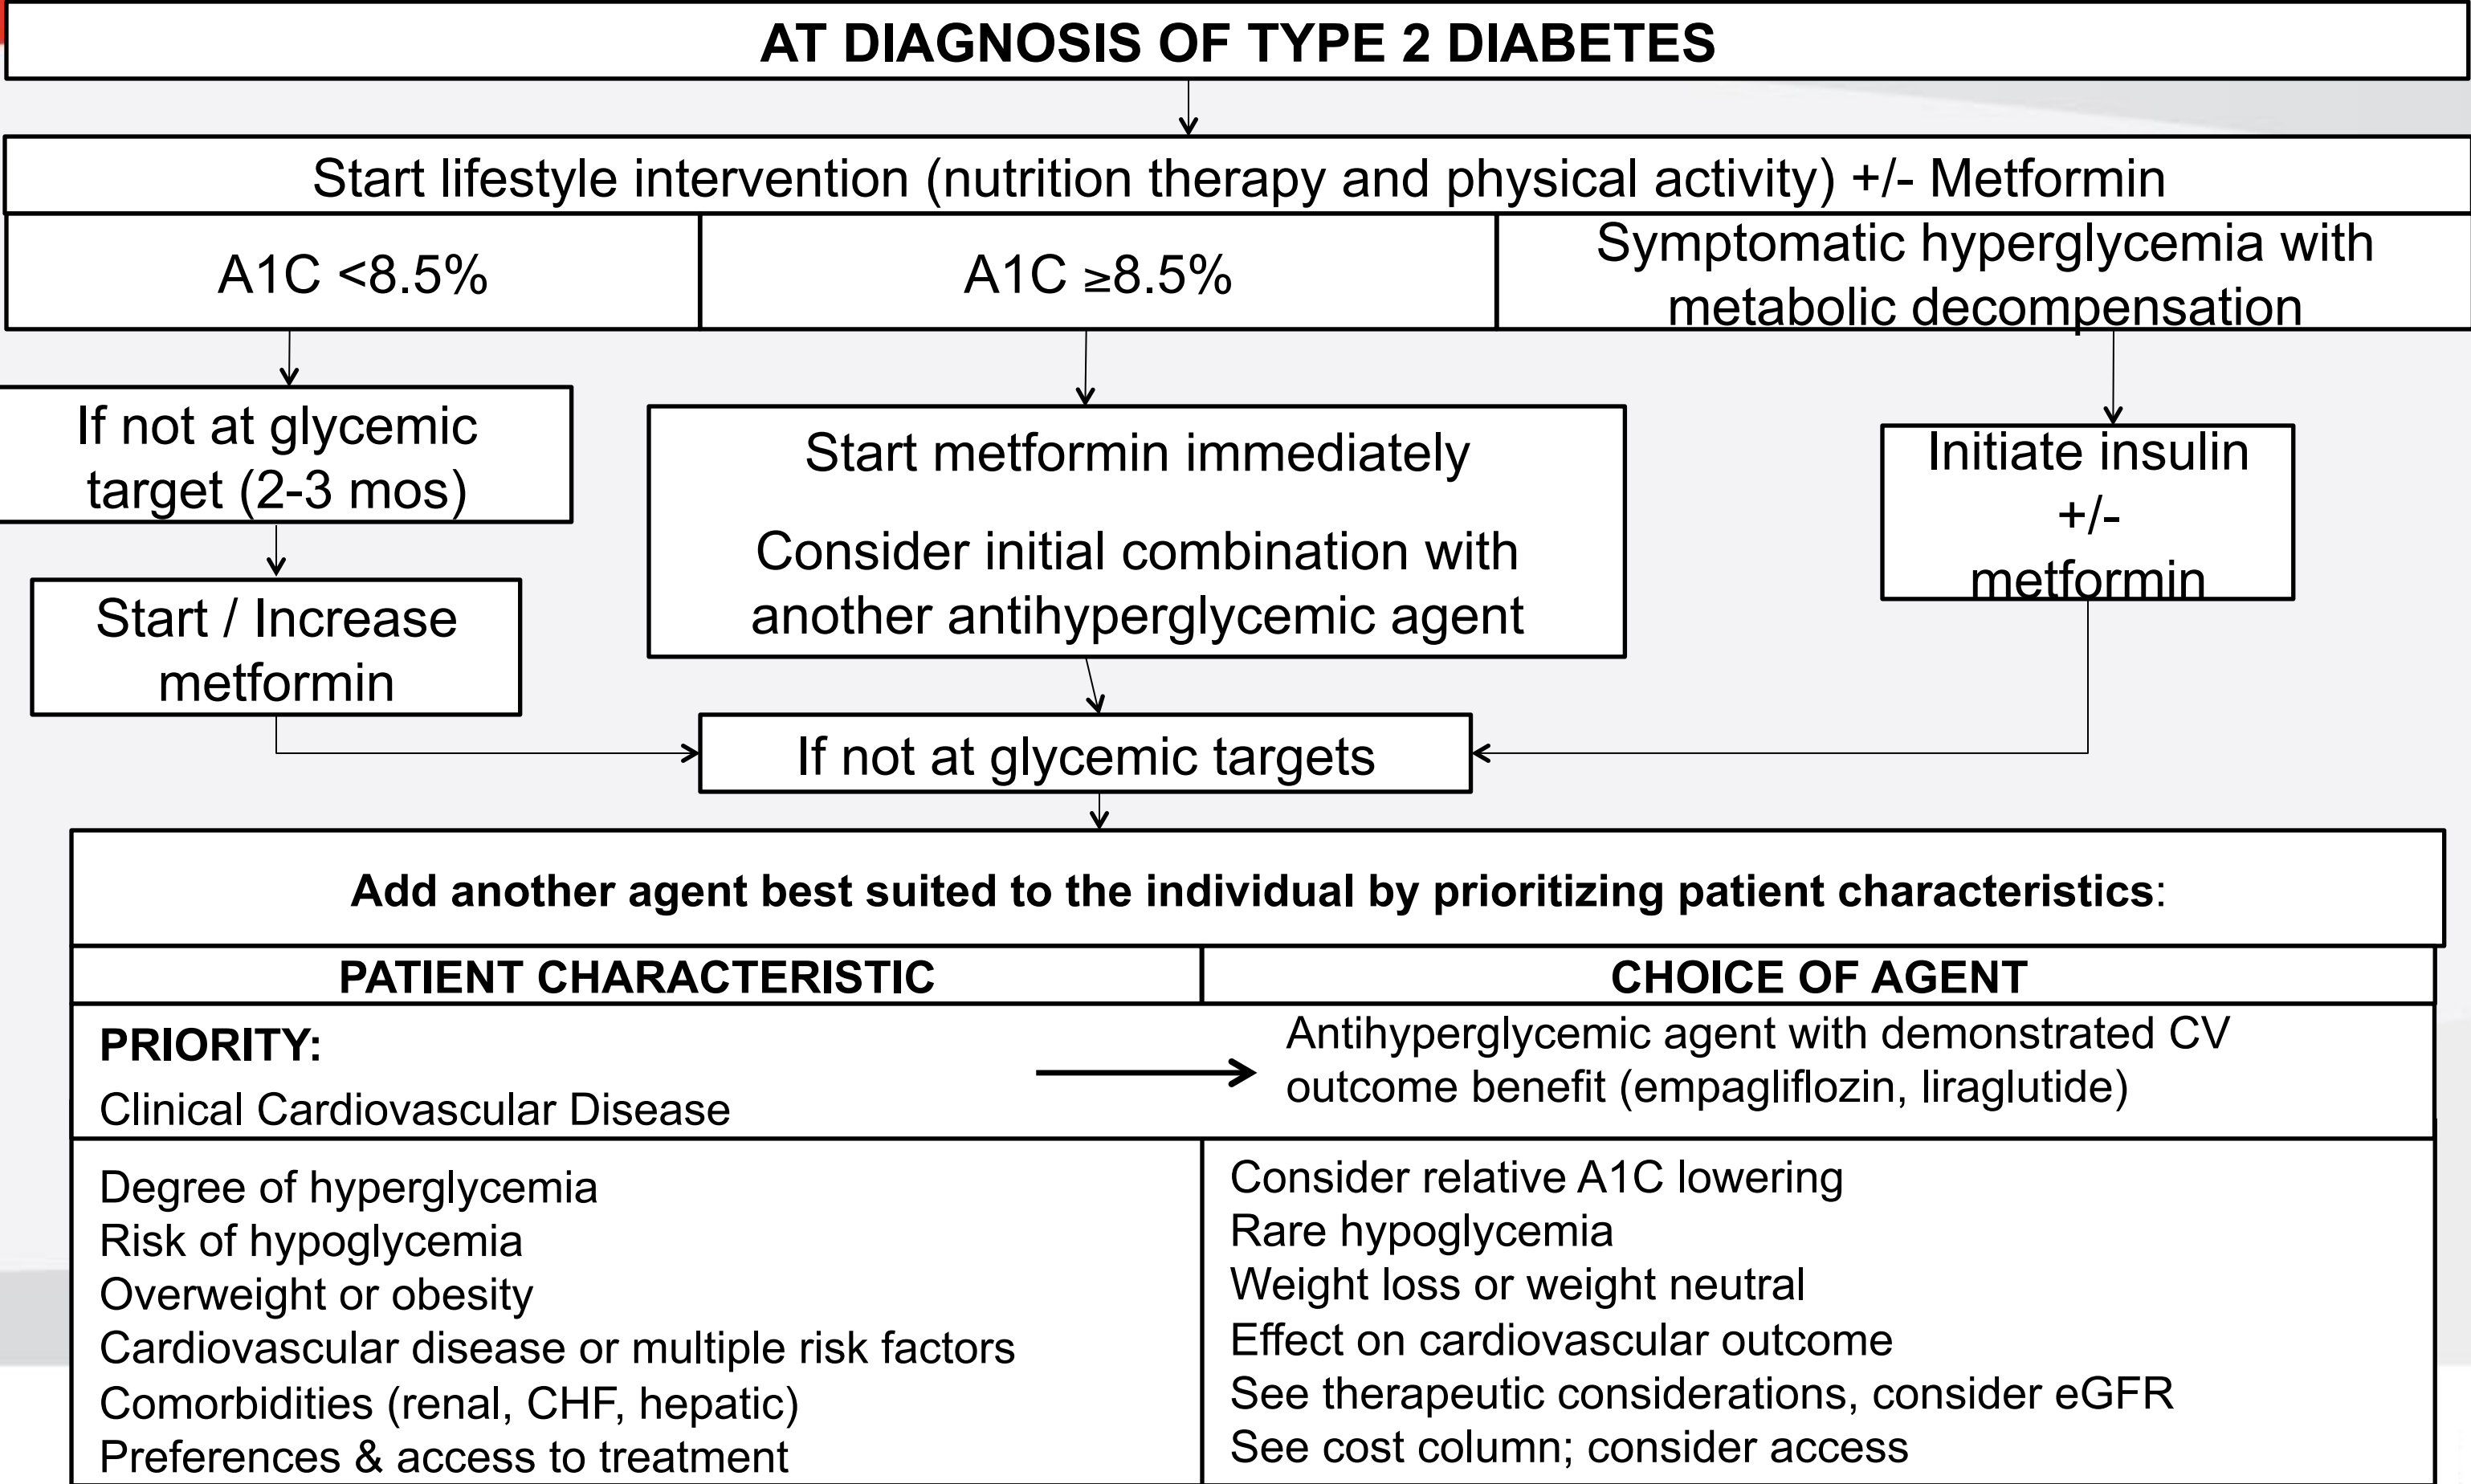 AT DIAGNOSIS OF TYPE 2 DIABETES
Start lifestyle intervention (nutrition therapy and physical activity) +/- Metformin
A1C <8.5%
A1C ≥8.5%
Symptomatic hyperglycemia with
metabolic decompensation
If not at glycemic
target (2-3 mos)
Start / Increase
metformin
Start metformin immediately
Consider initial combination with
another antihyperglycemic agent
Initiate insulin
+/-
metformin
If not at glycemic targets
Add another agent best suited to the individual by prioritizing patient characteristics:
PATIENT CHARACTERISTIC
CHOICE OF AGENT
PRIORITY:
Clinical Cardiovascular Disease
Antihyperglycemic agent with demonstrated CV
outcome benefit (empagliflozin, liraglutide)
Degree of hyperglycemia
Risk of hypoglycemia
Overweight or obesity
Cardiovascular disease or multiple risk factors
Comorbidities (renal, CHF, hepatic)
Preferences & access to treatment
Consider relative A1C lowering
Rare hypoglycemia
Weight loss or weight neutral
Effect on cardiovascular outcome
See therapeutic considerations, consider eGFR
See cost column; consider access